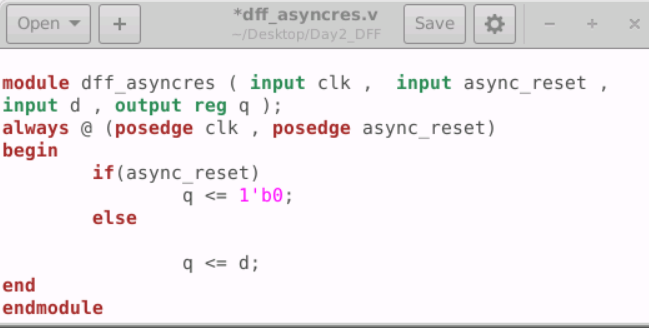 Open
+
*dff_asyncres.v
~/Desktop/Day2_DFF
Save
module dff_asyncres ( input clk ,  input async_reset ,
input d , output reg q );
always @ (posedge clk , posedge async_reset)
begin
        if(async_reset)
                q <= 1'b0;
        else
                q <= d;
end
endmodule